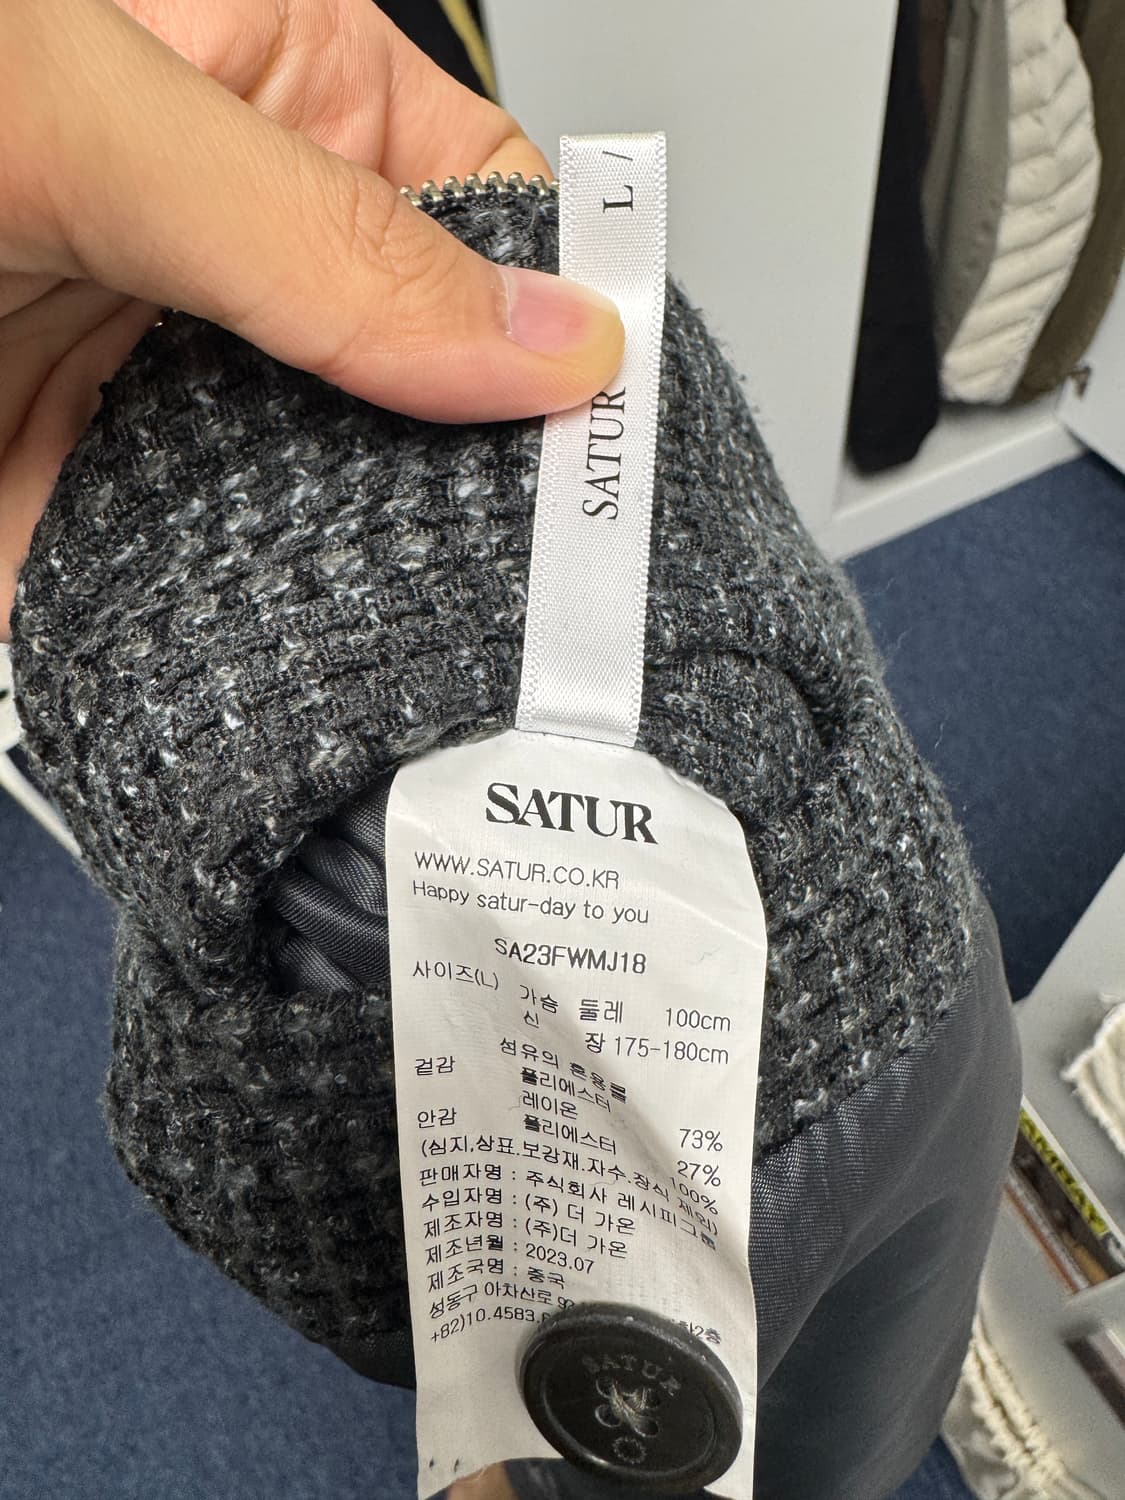 L /
SATUR
SATUR
WWW.SATUR.CO.KR
Happy satur-day to you
SA23FWMJ18
사이즈(L) 가슴 둘레 100cm
신 장 175-180cm
섬유의 혼용률
겉감 폴리에스터 73%
레이온 27%
안감 폴리에스터 100%
(심지,상표.보강재.자수.장식 제외)
판매자명 : 주식회사 레시피그룹
수입자명 : (주) 더 가온
제조자명 : (주)더 가온
제조년월 : 2023.07
제조국명 : 중국
성동구 아차산로 92
+82)10.4583.
SATUR